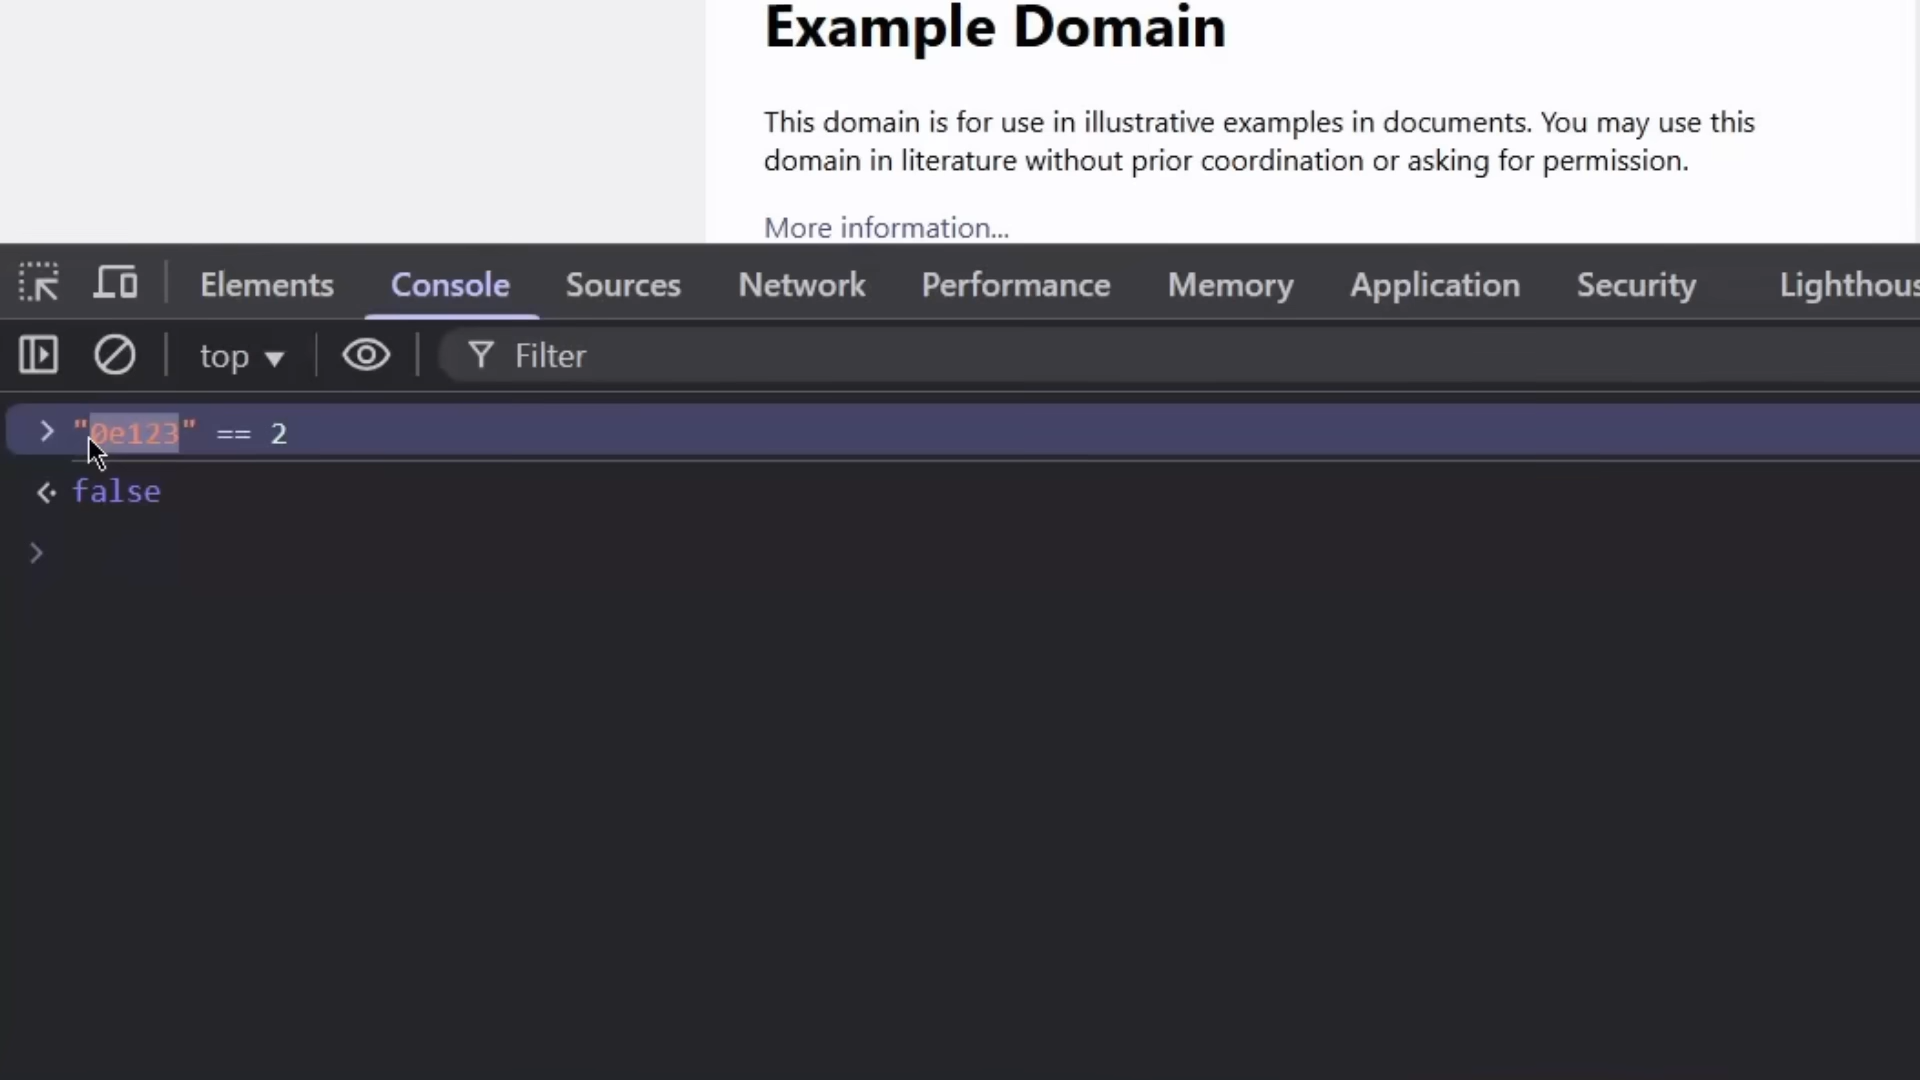 Example Domain
This domain is for use in illustrative examples in documents. You may use this
domain in literature without prior coordination or asking for permission.
More information...
Elements Console Sources Network Performance Memory Application Security Lighthous
top ▼ Filter
> "0e123" == 2
<· false
>